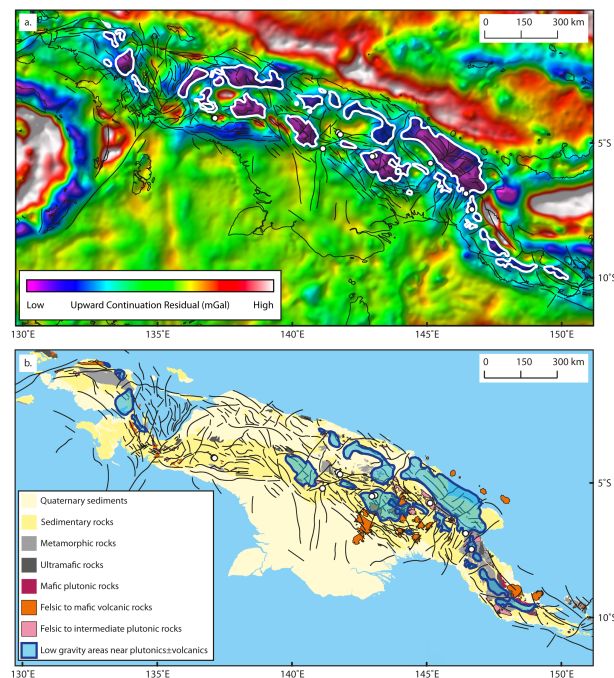 a.
0 150 300 km
5°S
10°S
Low Upward Continuation Residual (mGal) High
130°E 135°E 140°E 145°E 150°E
b.
0 150 300 km
5°S
Quaternary sediments
Sedimentary rocks
Metamorphic rocks
Ultramafic rocks
Mafic plutonic rocks
Felsic to mafic volcanic rocks
Felsic to intermediate plutonic rocks
Low gravity areas near plutonics±volcanics
10°S
130°E 135°E 140°E 145°E 150°E